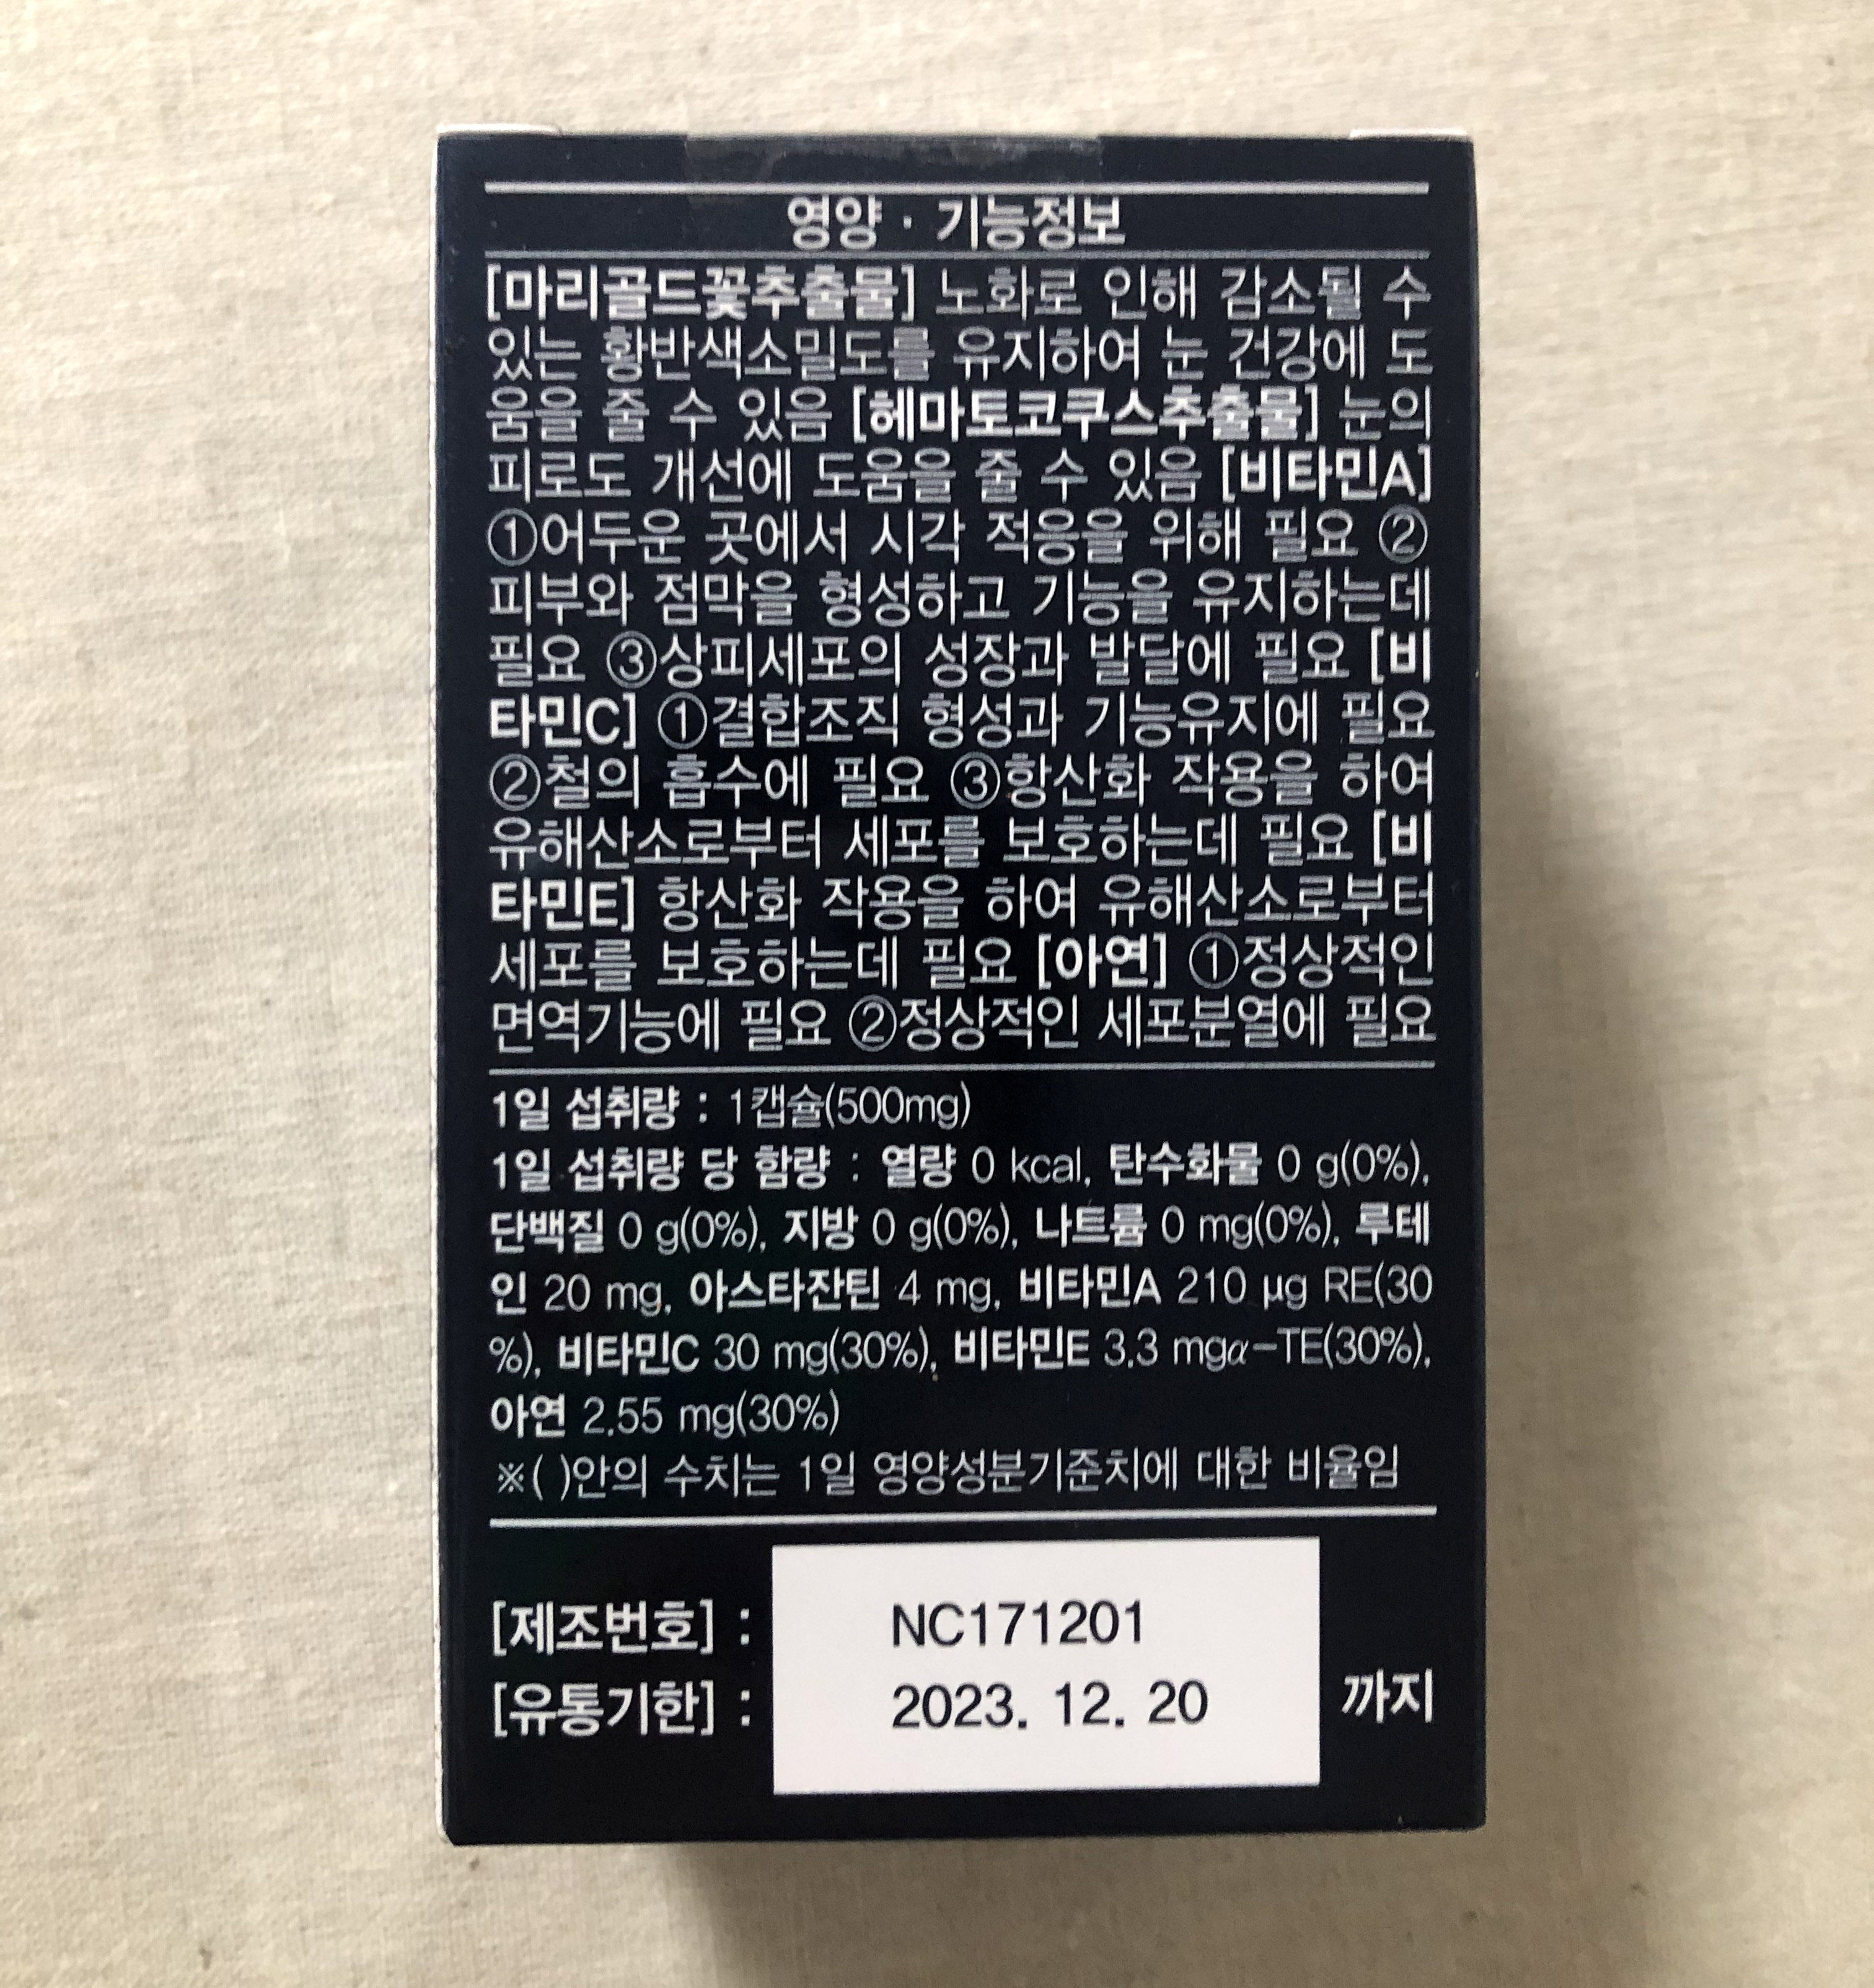 영양 · 기능정보
[마리골드꽃추출물] 노화로 인해 감소될 수
있는 황반색소밀도를 유지하여 눈 건강에 도
움을 줄 수 있음 [헤마토코쿠스추출물] 눈의
피로도 개선에 도움을 줄 수 있음 [비타민A]
①어두운 곳에서 시각 적응을 위해 필요 ②
피부와 점막을 형성하고 기능을 유지하는데
필요 ③상피세포의 성장과 발달에 필요 [비
타민C] ①결합조직 형성과 기능유지에 필요
②철의 흡수에 필요 ③항산화 작용을 하여
유해산소로부터 세포를 보호하는데 필요 [비
타민E] 항산화 작용을 하여 유해산소로부터
세포를 보호하는데 필요 [아연] ①정상적인
면역기능에 필요 ②정상적인 세포분열에 필요
1일 섭취량 : 1캡슐(500mg)
1일 섭취량 당 함량 : 열량 0 kcal, 탄수화물 0 g(0%),
단백질 0 g(0%), 지방 0 g(0%), 나트륨 0 mg(0%), 루테
인 20 mg, 아스타잔틴 4 mg, 비타민A 210 µg RE(30
%), 비타민C 30 mg(30%), 비타민E 3.3 mgα-TE(30%),
아연 2.55 mg(30%)
※( )안의 수치는 1일 영양성분기준치에 대한 비율임
[제조번호] : NC171201
[유통기한] : 2023. 12. 20 까지